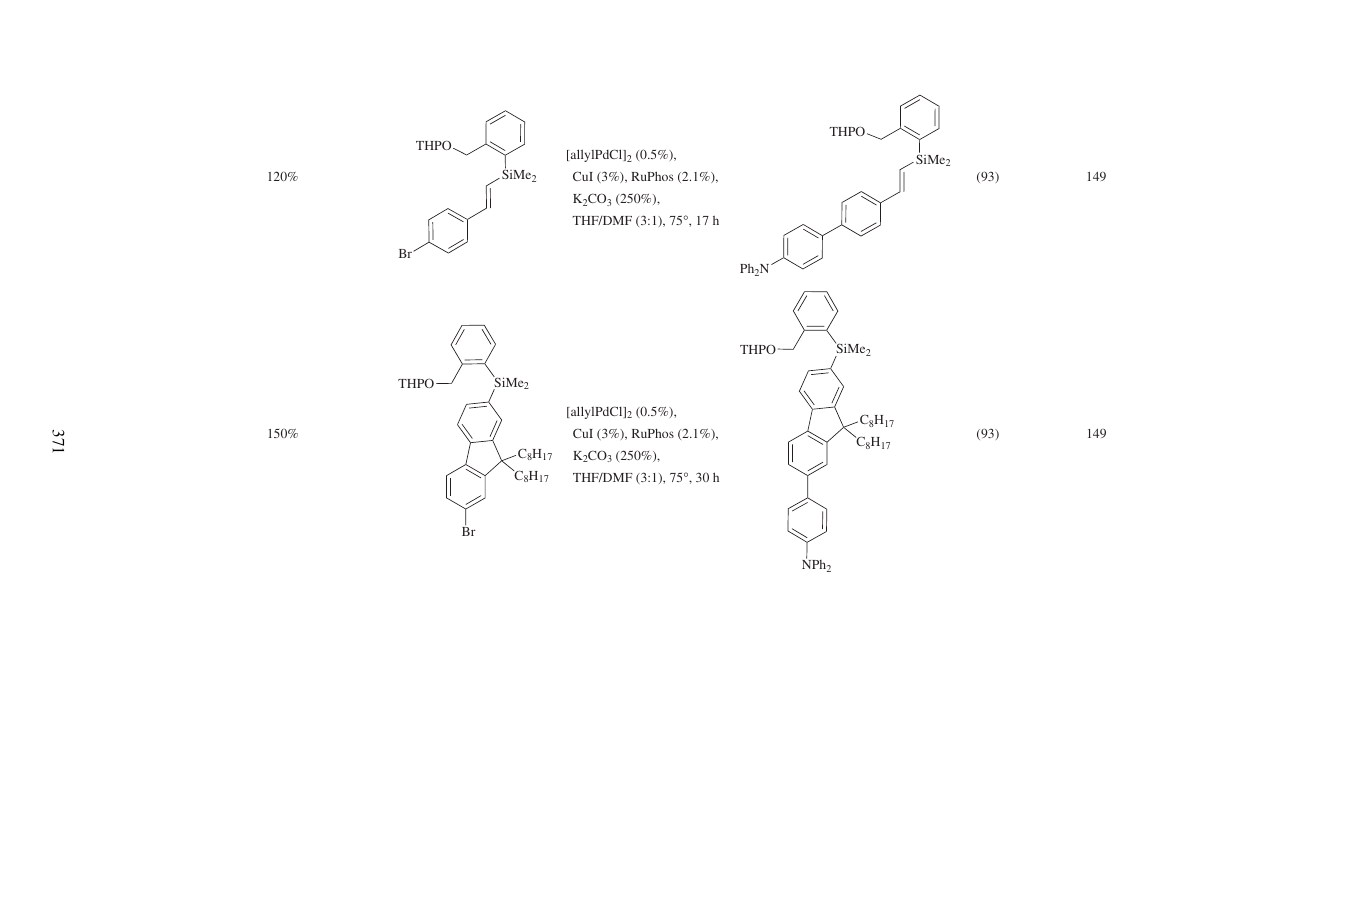 120%
THPO
SiMe2
Br
[allylPdCl]2 (0.5%),
CuI (3%), RuPhos (2.1%),
K2CO3 (250%),
THF/DMF (3:1), 75°, 17 h
THPO
SiMe2
Ph2N
(93)
149
150%
THPO
SiMe2
C8H17
C8H17
Br
[allylPdCl]2 (0.5%),
CuI (3%), RuPhos (2.1%),
K2CO3 (250%),
THF/DMF (3:1), 75°, 30 h
THPO
SiMe2
C8H17
C8H17
NPh2
(93)
149
371